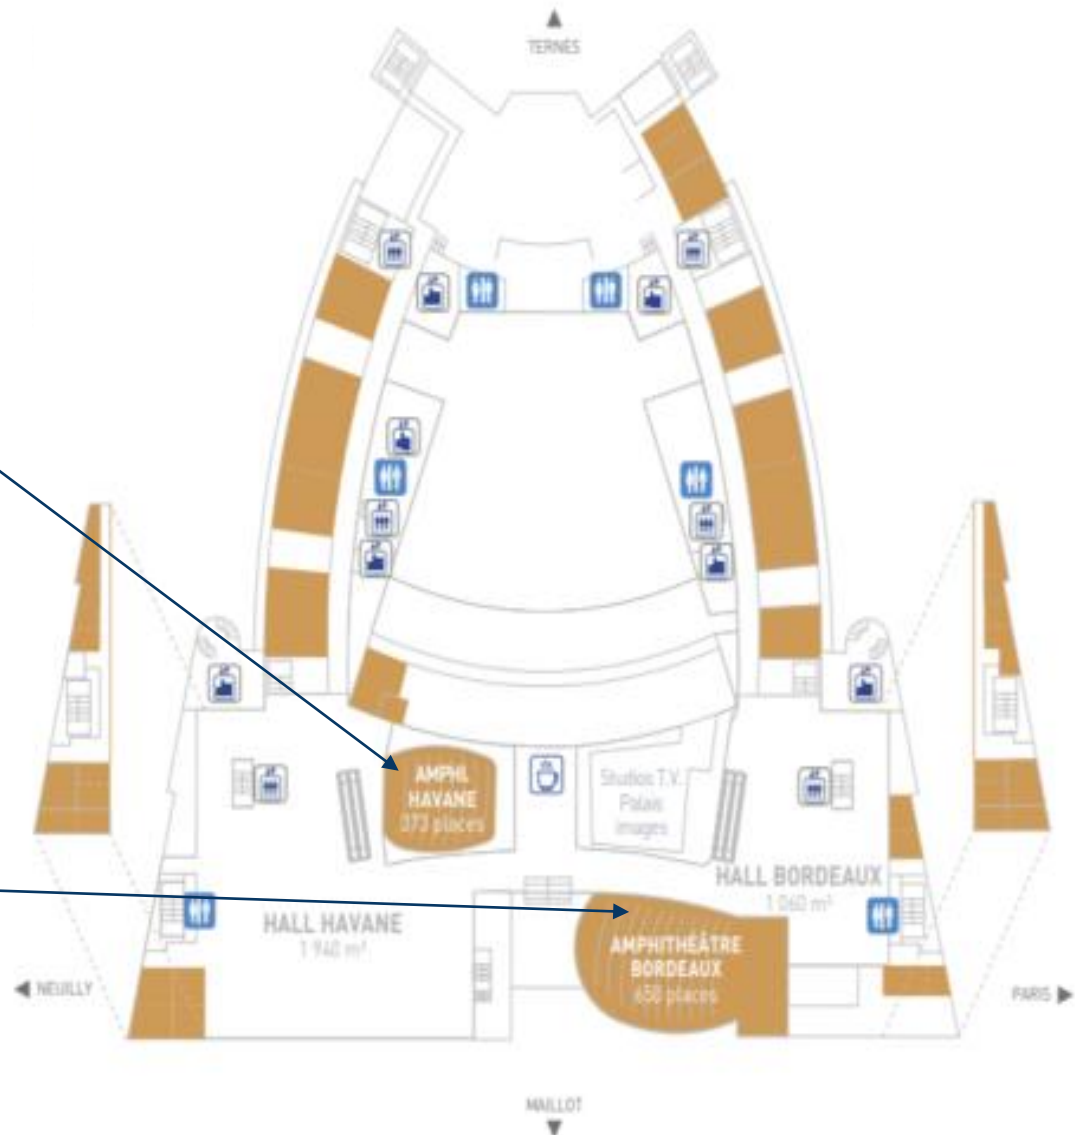 TERNES
AMPHI.
HAVANE
373 places
Studios T.V.
Palais
Images
HALL BORDEAUX
1 060 m²
HALL HAVANE
1 940 m²
AMPHITHÉÂTRE
BORDEAUX
650 places
NEUILLY
PARIS
MAILLOT